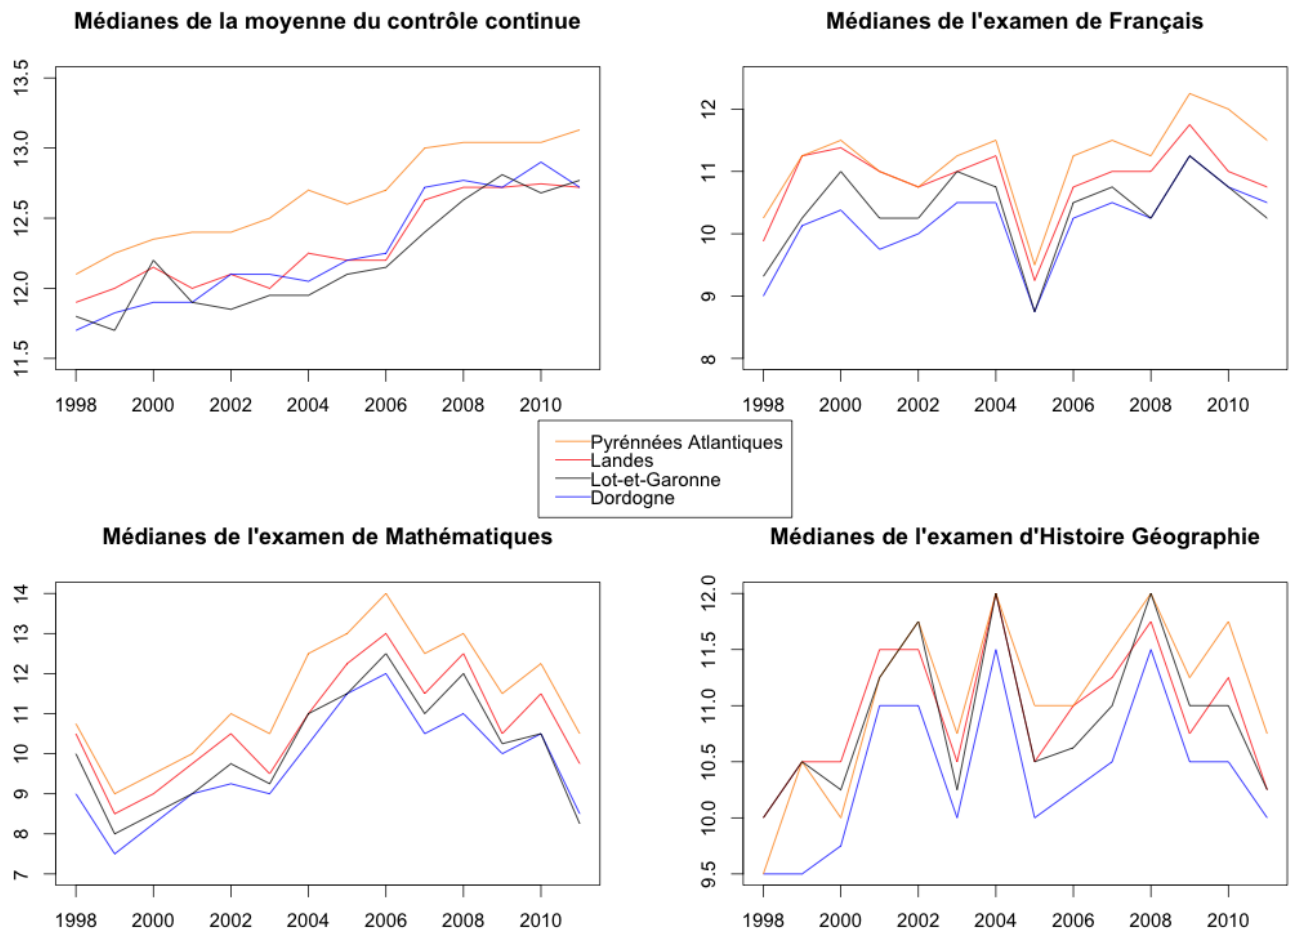 Médianes de la moyenne du contrôle continue
13.5
13.0
12.5
12.0
11.5
1998 2000 2002 2004 2006 2008 2010
Médianes de l'examen de Français
12
11
10
9
8
1998 2000 2002 2004 2006 2008 2010
Pyrénnées Atlantiques
Landes
Lot-et-Garonne
Dordogne
Médianes de l'examen de Mathématiques
14
13
12
11
10
9
8
7
1998 2000 2002 2004 2006 2008 2010
Médianes de l'examen d'Histoire Géographie
12.0
11.5
11.0
10.5
10.0
9.5
1998 2000 2002 2004 2006 2008 2010